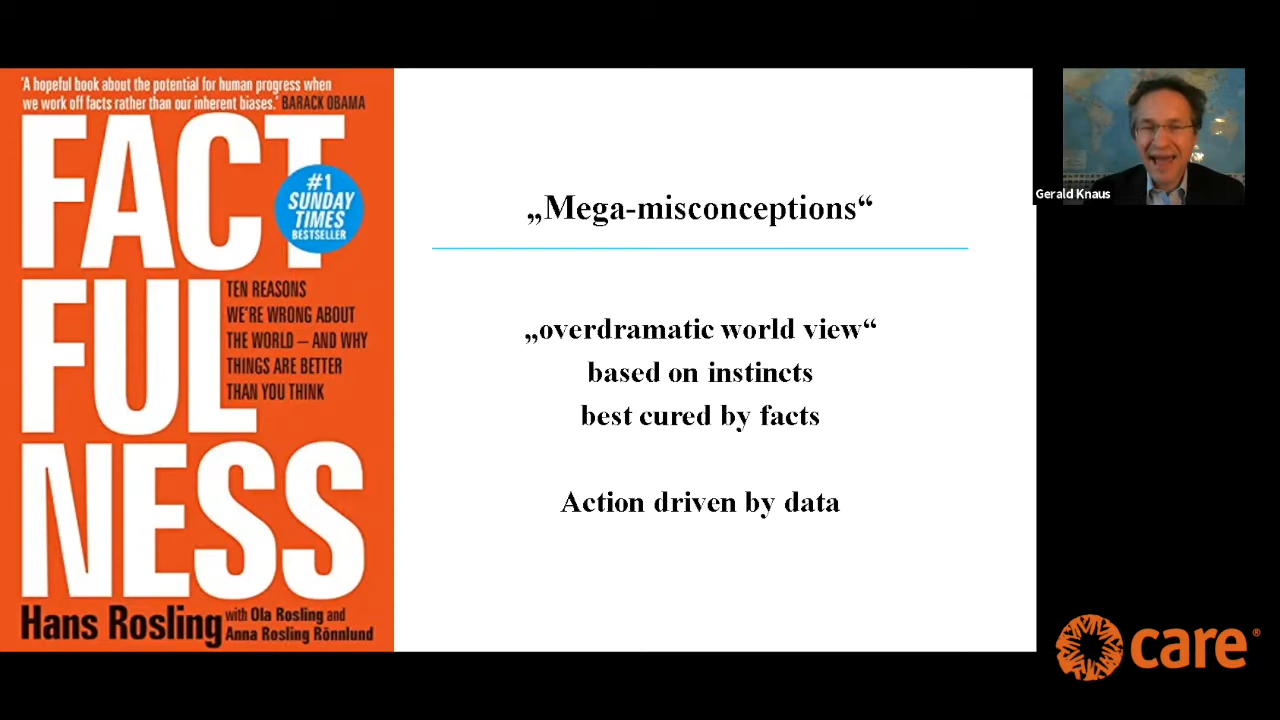 'A hopeful book about the potential for human progress when
we work off facts rather than our inherent biases.' BARACK OBAMA
FACT
FUL
NESS
#1
SUNDAY
TIMES
BESTSELLER
TEN REASONS
WE'RE WRONG ABOUT
THE WORLD – AND WHY
THINGS ARE BETTER
THAN YOU THINK
Hans Rosling
with Ola Rosling and
Anna Rosling Rönnlund
„Mega-misconceptions“
„overdramatic world view“
based on instincts
best cured by facts
Action driven by data
Gerald Knaus
care®